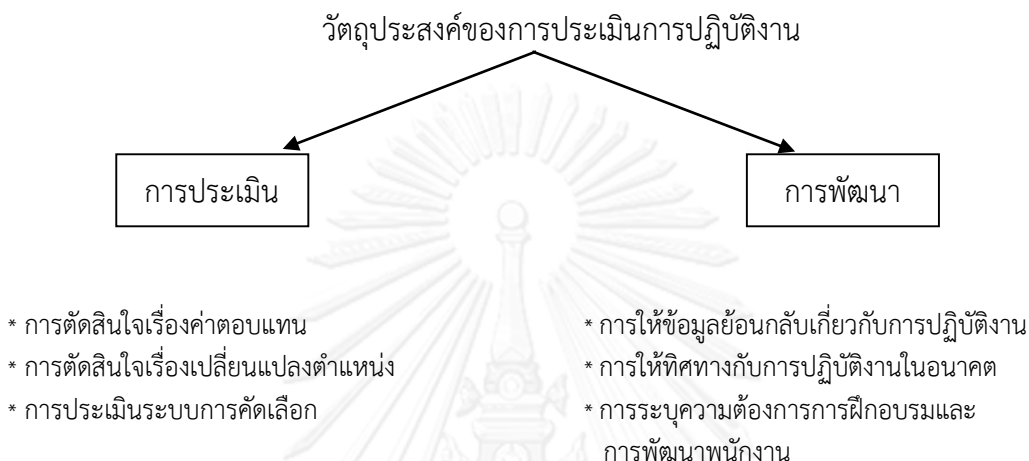 วัตถุประสงค์ของการประเมินการปฏิบัติงาน
การประเมิน
การพัฒนา
* การตัดสินใจเรื่องค่าตอบแทน
* การตัดสินใจเรื่องเปลี่ยนแปลงตำแหน่ง
* การประเมินระบบการคัดเลือก
* การให้ข้อมูลย้อนกลับเกี่ยวกับการปฏิบัติงาน
* การให้ทิศทางกับการปฏิบัติงานในอนาคต
* การระบุความต้องการการฝึกอบรมและ
การพัฒนาพนักงาน